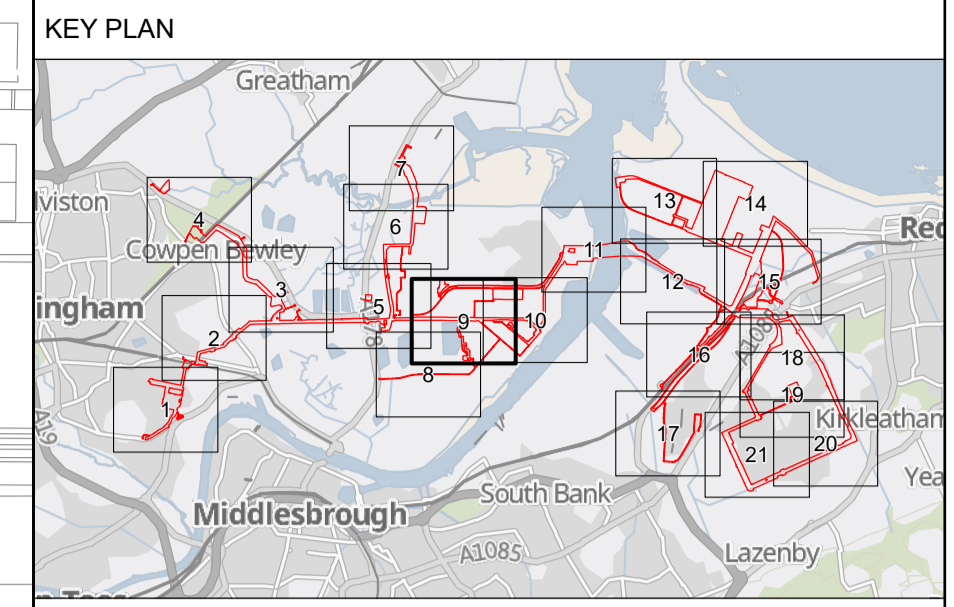 KEY PLAN
Greatham
7
lviston
4
13
14
6
Red
Cowpen Bewley
11
3
12
15
ingham
5
A178
9
10
2
A1085
16
18
8
19
1
Kirkleatham
A19
17
21
20
South Bank
Yea
Middlesbrough
A1085
Lazenby
n Tees